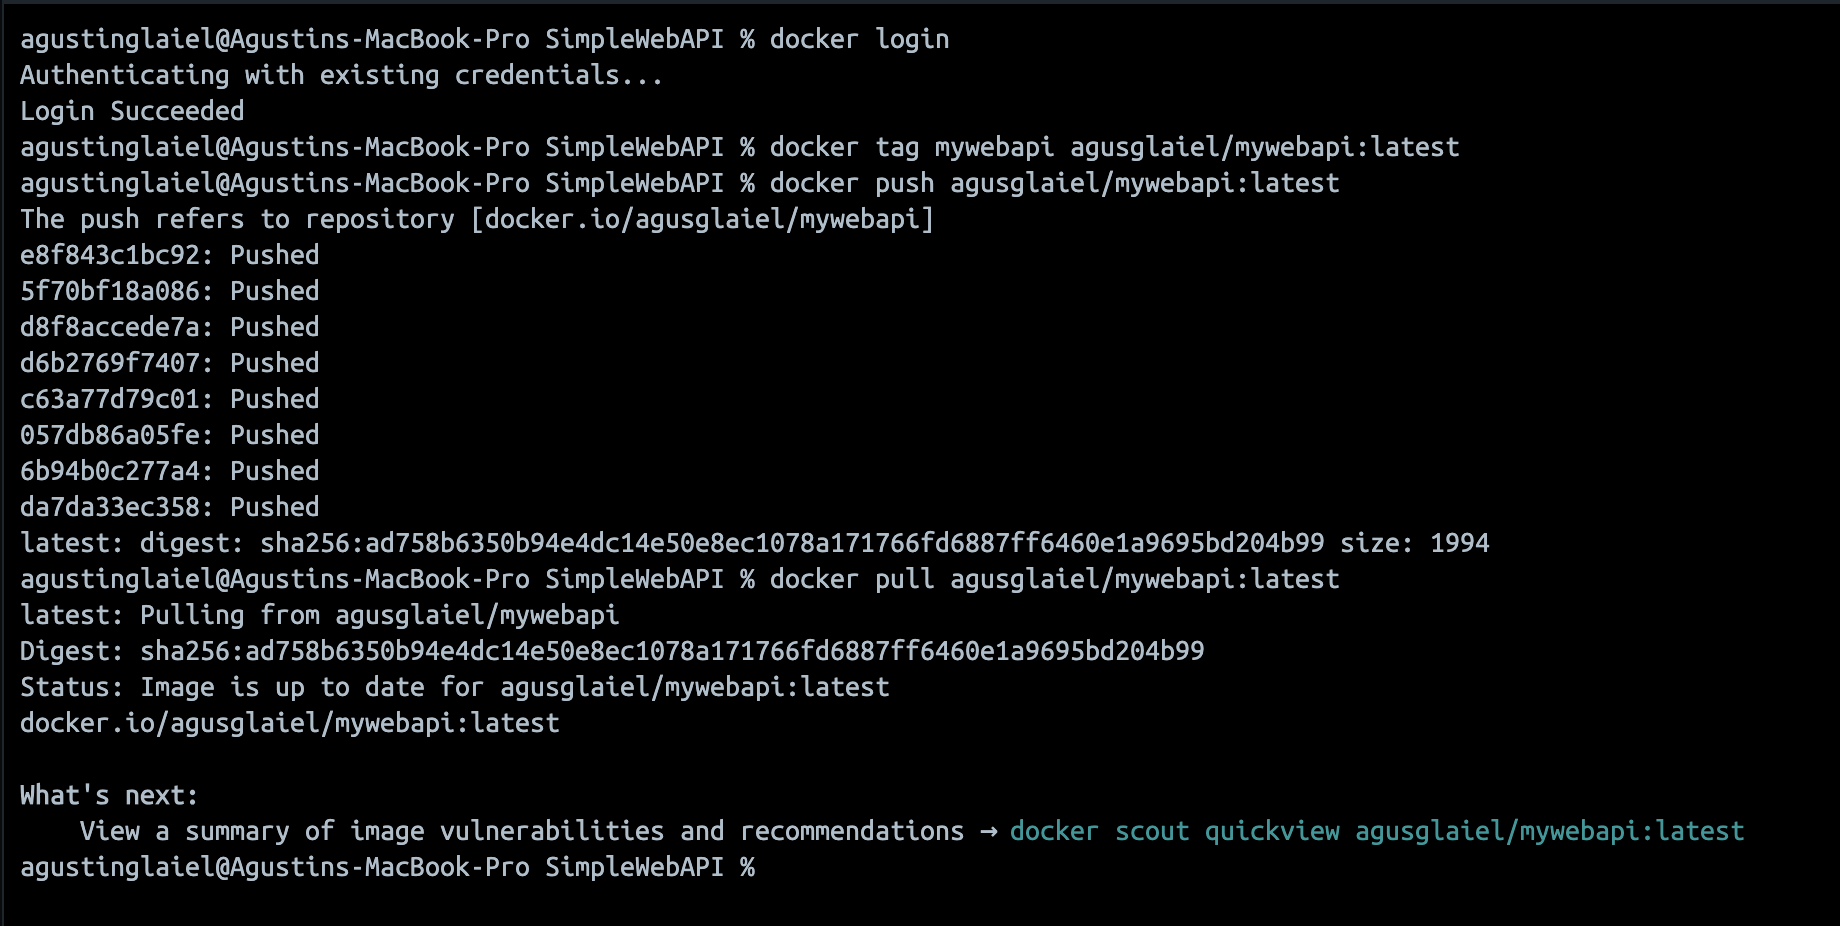 agustinglaiel@Agustins-MacBook-Pro SimpleWebAPI % docker login
Authenticating with existing credentials...
Login Succeeded
agustinglaiel@Agustins-MacBook-Pro SimpleWebAPI % docker tag mywebapi agusglaiel/mywebapi:latest
agustinglaiel@Agustins-MacBook-Pro SimpleWebAPI % docker push agusglaiel/mywebapi:latest
The push refers to repository [docker.io/agusglaiel/mywebapi]
e8f843c1bc92: Pushed
5f70bf18a086: Pushed
d8f8accede7a: Pushed
d6b2769f7407: Pushed
c63a77d79c01: Pushed
057db86a05fe: Pushed
6b94b0c277a4: Pushed
da7da33ec358: Pushed
latest: digest: sha256:ad758b6350b94e4dc14e50e8ec1078a171766fd6887ff6460e1a9695bd204b99 size: 1994
agustinglaiel@Agustins-MacBook-Pro SimpleWebAPI % docker pull agusglaiel/mywebapi:latest
latest: Pulling from agusglaiel/mywebapi
Digest: sha256:ad758b6350b94e4dc14e50e8ec1078a171766fd6887ff6460e1a9695bd204b99
Status: Image is up to date for agusglaiel/mywebapi:latest
docker.io/agusglaiel/mywebapi:latest
What's next:
    View a summary of image vulnerabilities and recommendations → docker scout quickview agusglaiel/mywebapi:latest
agustinglaiel@Agustins-MacBook-Pro SimpleWebAPI %